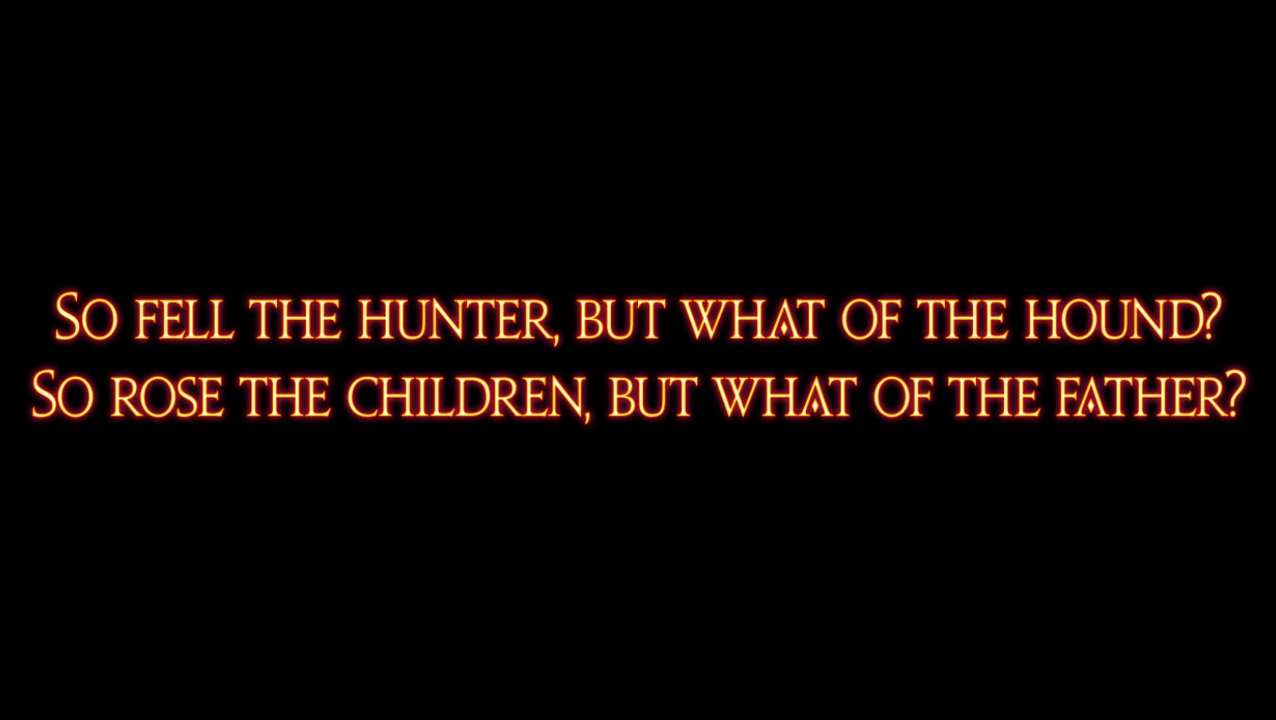 So fell the hunter, but what of the hound?
So rose the children, but what of the father?